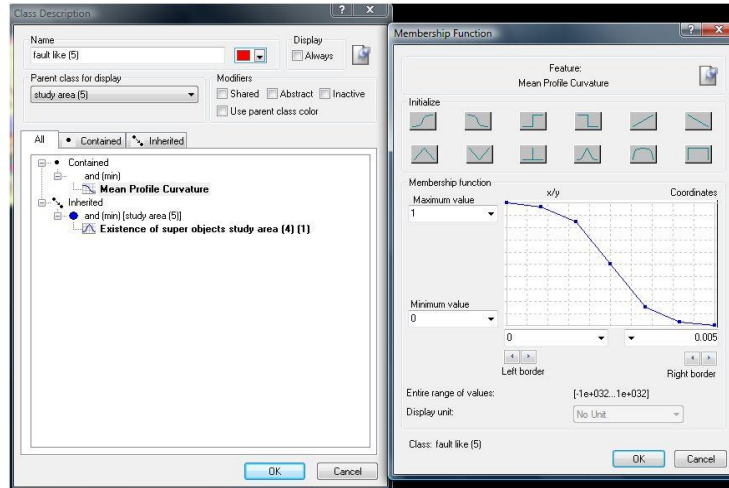 Class Description
Name
fault like (5)
Display
Always
Parent class for display
study area (5)
Modifiers
Shared Abstract Inactive
Use parent class color
All Contained Inherited
Contained
and (min)
Mean Profile Curvature
Inherited
and (min) [study area (5)]
Existence of super objects study area (4) (1)
OK Cancel
Membership Function
Feature:
Mean Profile Curvature
Initialize
Membership function
x/y Coordinates
Maximum value
1
Minimum value
0
0 0.005
Left border Right border
Entire range of values: [-1e+032...1e+032]
Display unit: No Unit
Class: fault like (5)
OK Cancel